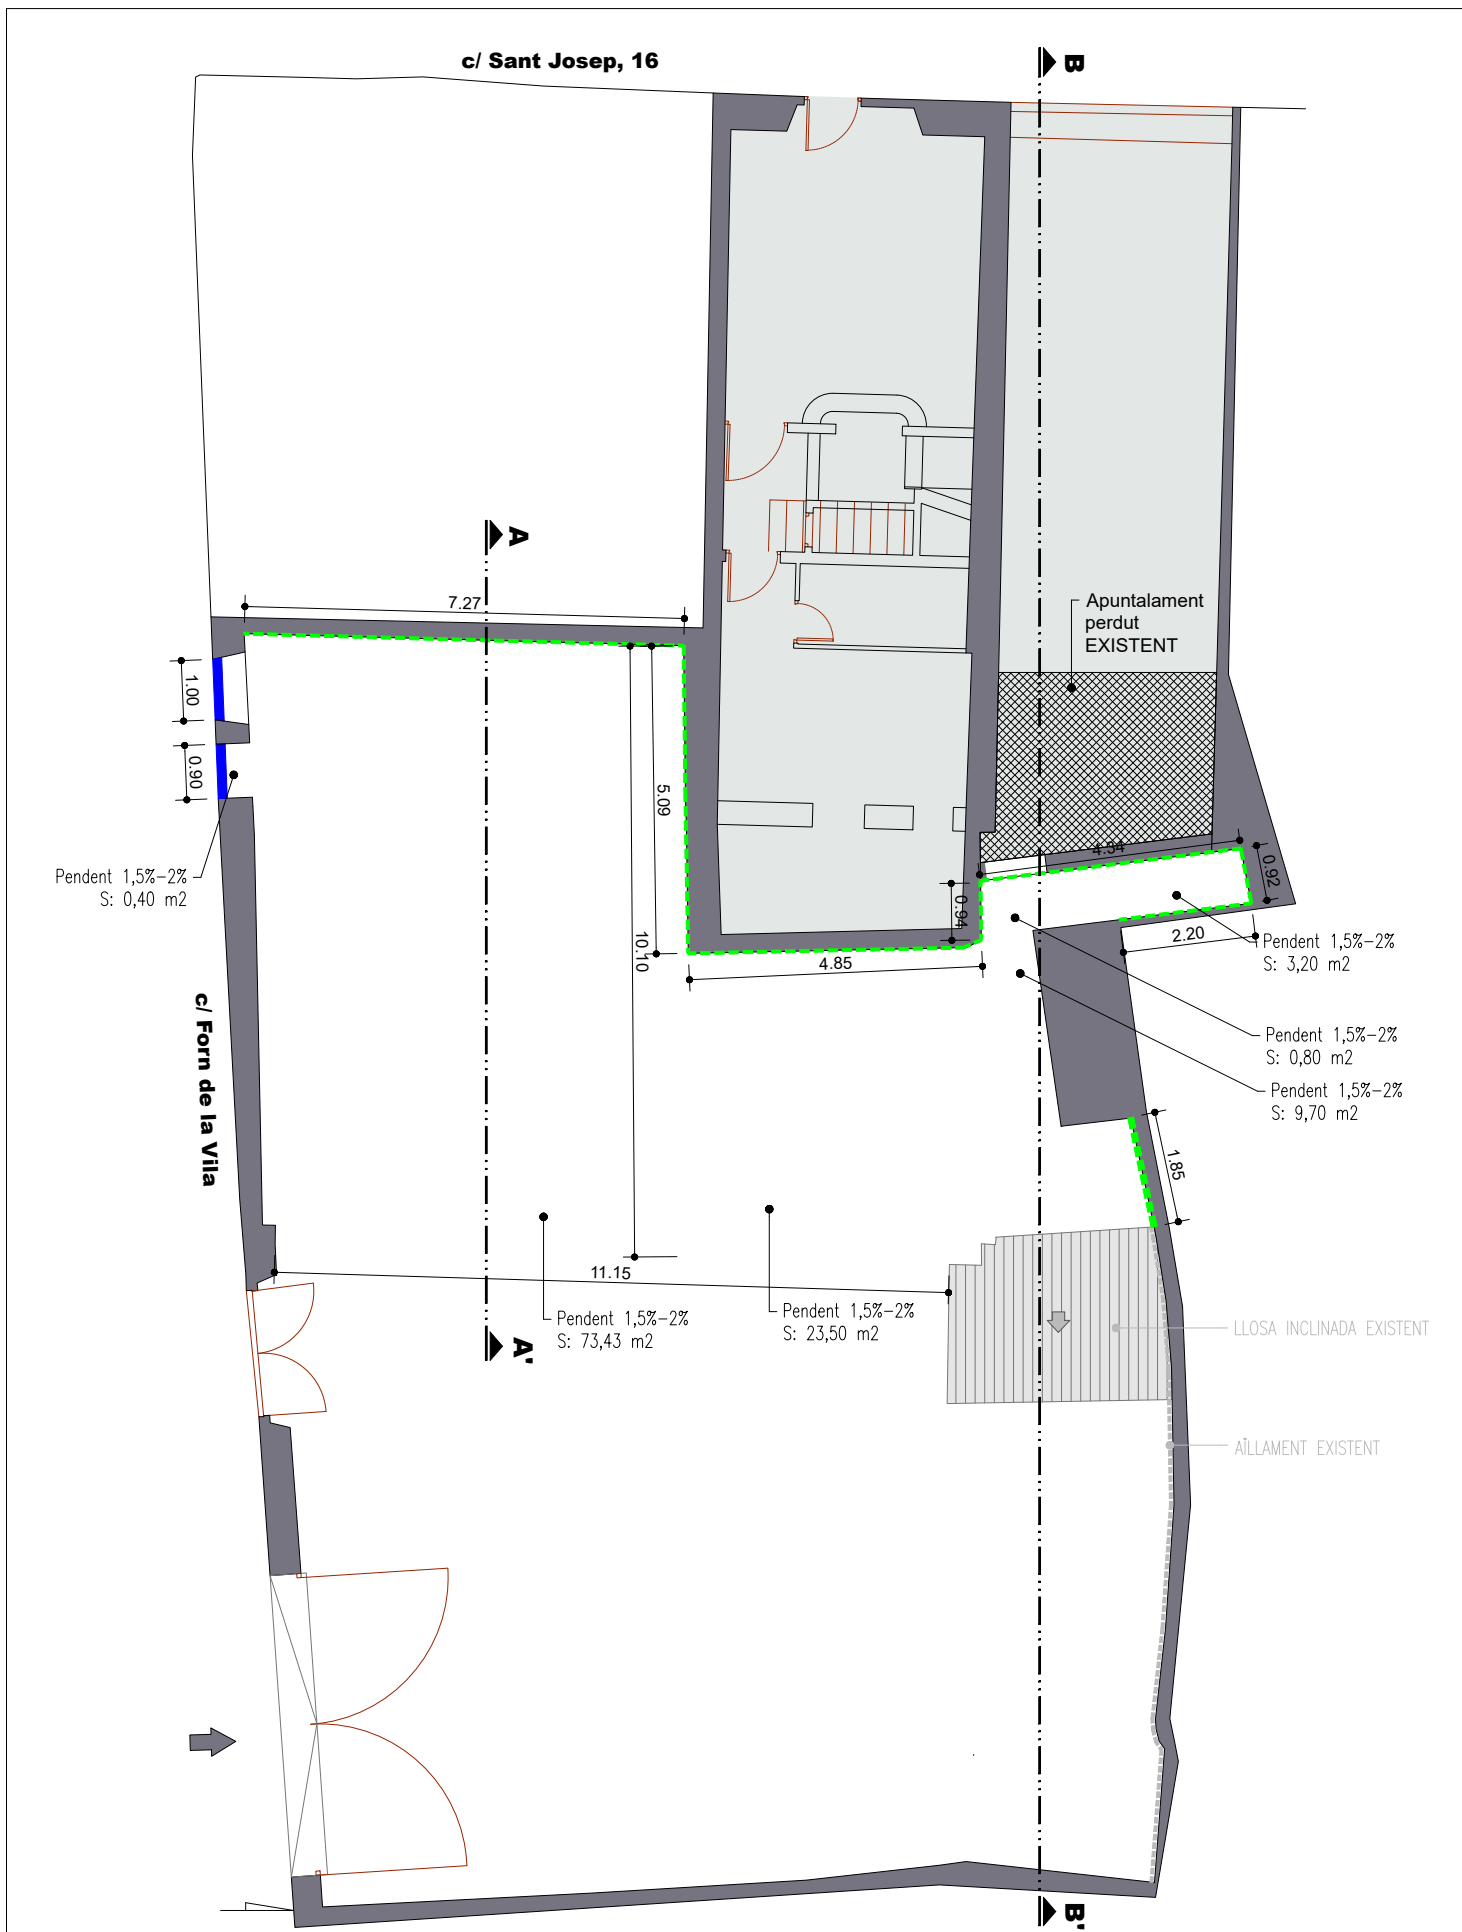 c/ Sant Josep, 16
B
A
7.27
Apuntalament
perdut
EXISTENT
1.00
0.90
5.09
4.34
0.92
Pendent 1,5%-2%
S: 0,40 m2
0.94
10.10
4.85
2.20
Pendent 1,5%-2%
S: 3,20 m2
c/ Forn de la Vila
Pendent 1,5%-2%
S: 0,80 m2
Pendent 1,5%-2%
S: 9,70 m2
1.85
11.15
Pendent 1,5%-2%
S: 73,43 m2
Pendent 1,5%-2%
S: 23,50 m2
A'
LLOSA INCLINADA EXISTENT
AÏLLAMENT EXISTENT
B'